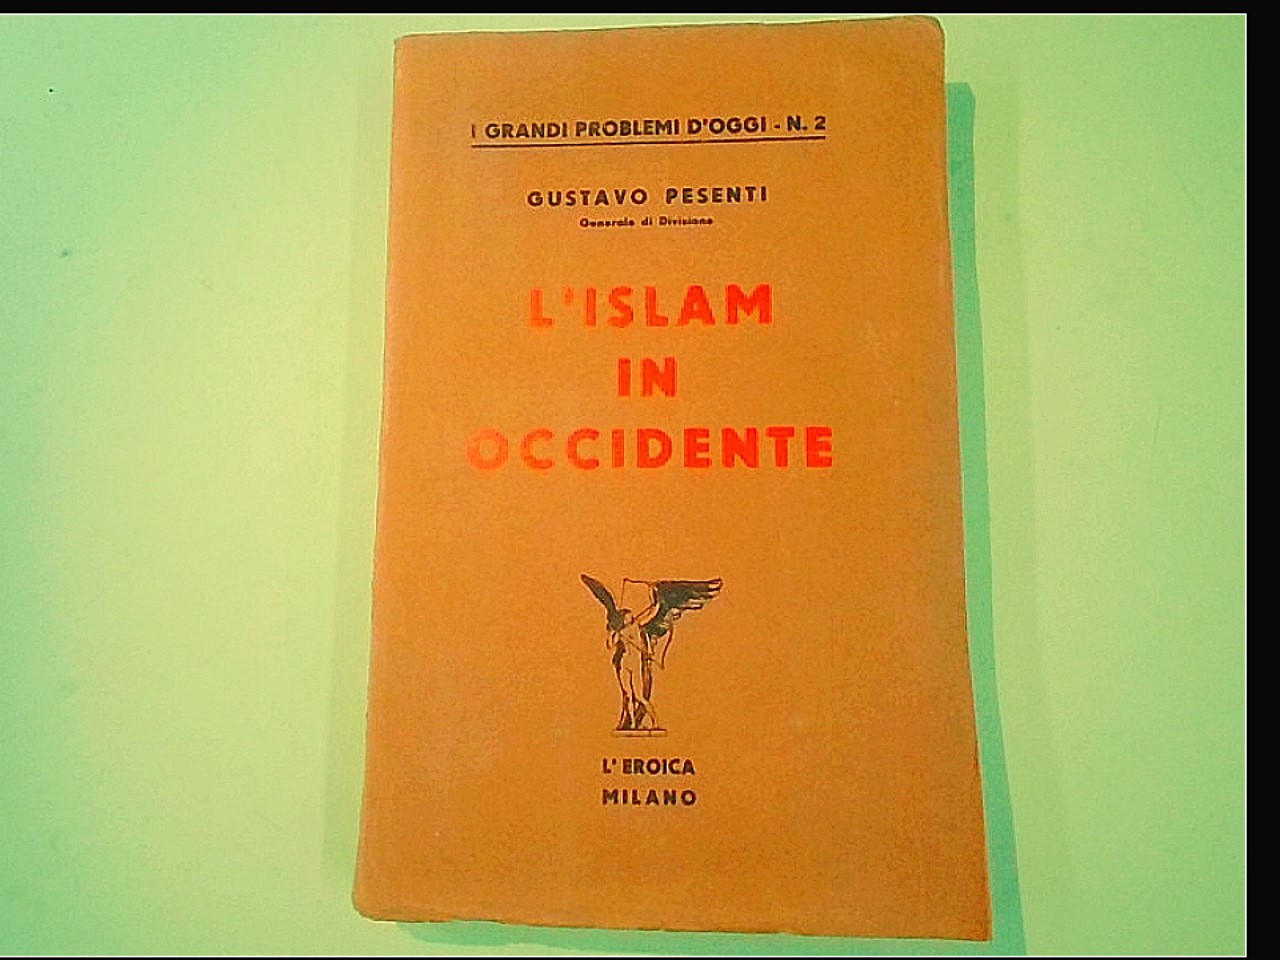 I GRANDI PROBLEMI D'OGGI - N. 2
GUSTAVO PESENTI
Generale di Divisione
L'ISLAM
IN
OCCIDENTE
L'EROICA
MILANO